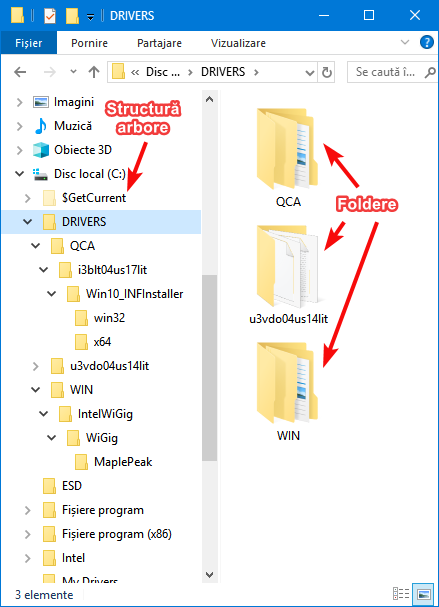 DRIVERS
Fișier Pornire Partajare Vizualizare
Disc ... DRIVERS Se caută î...
Imagini
Muzică
Obiecte 3D
Disc local (C:)
$GetCurrent
DRIVERS
QCA
i3blt04us17lit
Win10_INFInstaller
win32
x64
u3vdo04us14lit
WIN
IntelWiGig
WiGig
MaplePeak
ESD
Fișiere program
Fișiere program (x86)
Intel
My Drivers
Structură
arbore
QCA
Foldere
u3vdo04us14lit
WIN
3 elemente